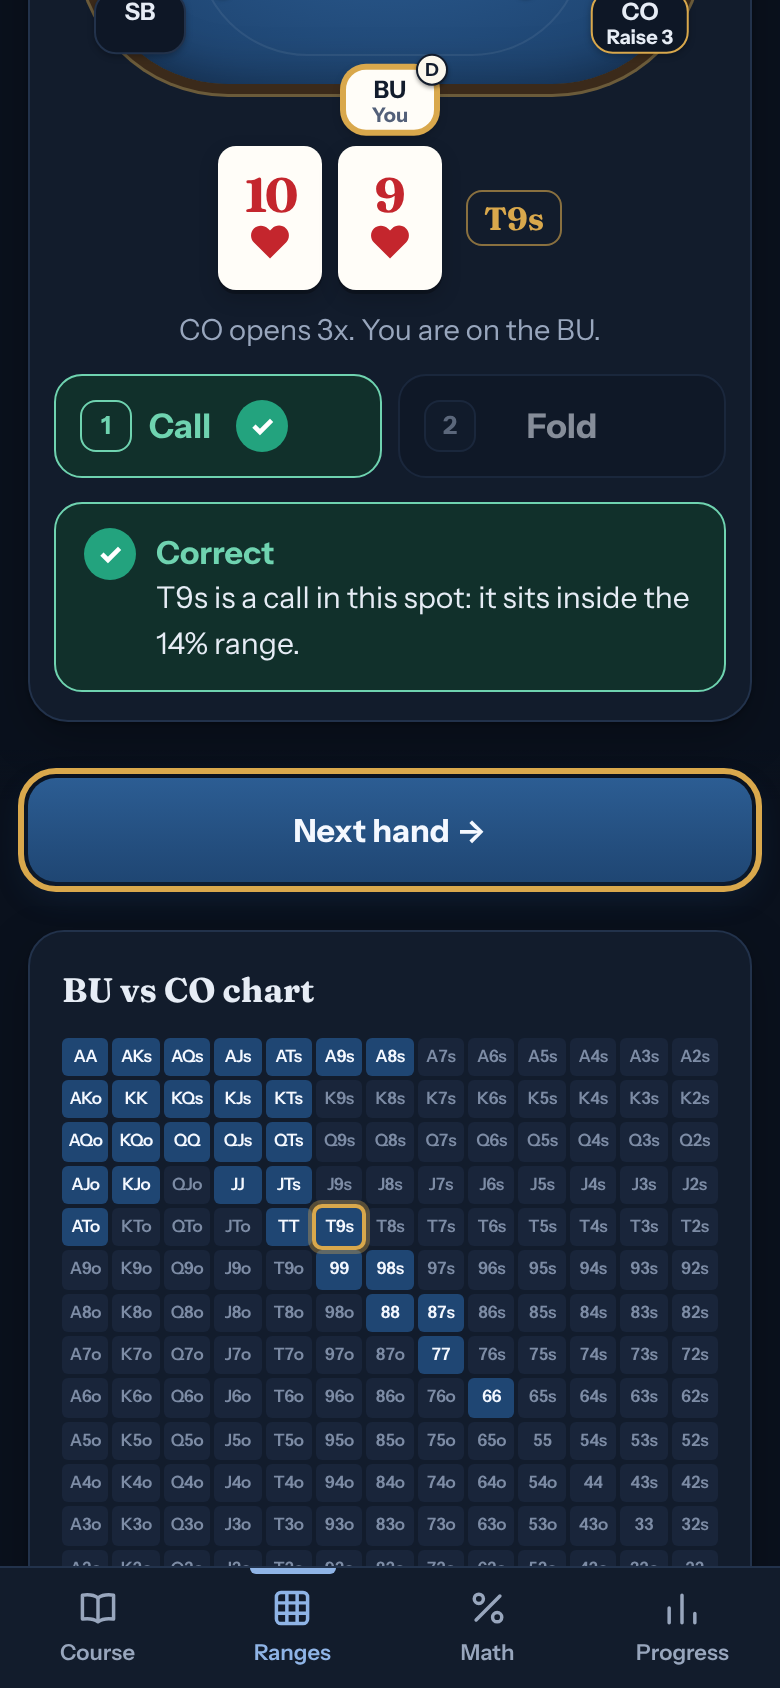 SB
CO
Raise 3
D
BU
You
10
9
T9s
CO opens 3x. You are on the BU.
1 Call
2 Fold
Correct
T9s is a call in this spot: it sits inside the
14% range.
Next hand →
BU vs CO chart
AA AKs AQs AJs ATs A9s A8s A7s A6s A5s A4s A3s A2s
AKo KK KQs KJs KTs K9s K8s K7s K6s K5s K4s K3s K2s
AQo KQo QQ QJs QTs Q9s Q8s Q7s Q6s Q5s Q4s Q3s Q2s
AJo KJo QJo JJ JTs J9s J8s J7s J6s J5s J4s J3s J2s
ATo KTo QTo JTo TT T9s T8s T7s T6s T5s T4s T3s T2s
A9o K9o Q9o J9o T9o 99 98s 97s 96s 95s 94s 93s 92s
A8o K8o Q8o J8o T8o 98o 88 87s 86s 85s 84s 83s 82s
A7o K7o Q7o J7o T7o 97o 87o 77 76s 75s 74s 73s 72s
A6o K6o Q6o J6o T6o 96o 86o 76o 66 65s 64s 63s 62s
A5o K5o Q5o J5o T5o 95o 85o 75o 65o 55 54s 53s 52s
A4o K4o Q4o J4o T4o 94o 84o 74o 64o 54o 44 43s 42s
A3o K3o Q3o J3o T3o 93o 83o 73o 63o 53o 43o 33 32s
Course
Ranges
Math
Progress